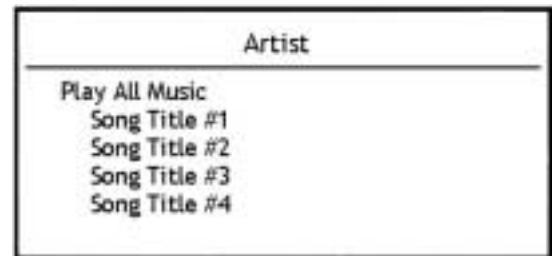 Artist
Play All Music
Song Title #1
Song Title #2
Song Title #3
Song Title #4